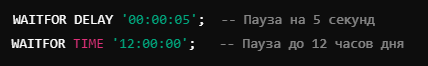 WAITFOR DELAY '00:00:05';  -- Пауза на 5 секунд
WAITFOR TIME '12:00:00';   -- Пауза до 12 часов дня